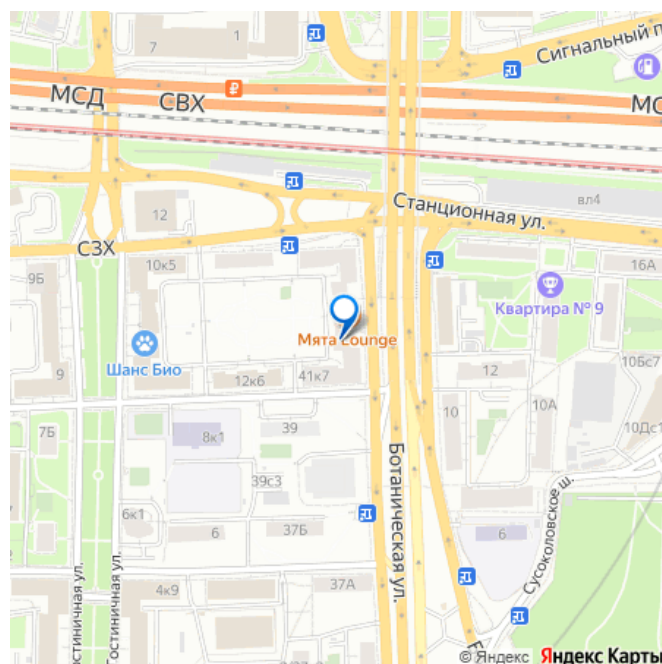 7
1
Сигнальный п
МСД
СВХ
МС
вл4
Станционная ул.
12
СЗХ
9Б
10к5
16А
Квартира № 9
Мята Lounge
Шанс Био
9
12к6
41к7
12
10Бс7
7Б
8к1
39
10
10А
10Дс1
Ботаническая ул.
39с3
6к1
6
37Б
6
Сусоколовское ш.
4к9
37А
остиничная ул.
Гостиничная ул.
© Яндекс
Яндекс Карты